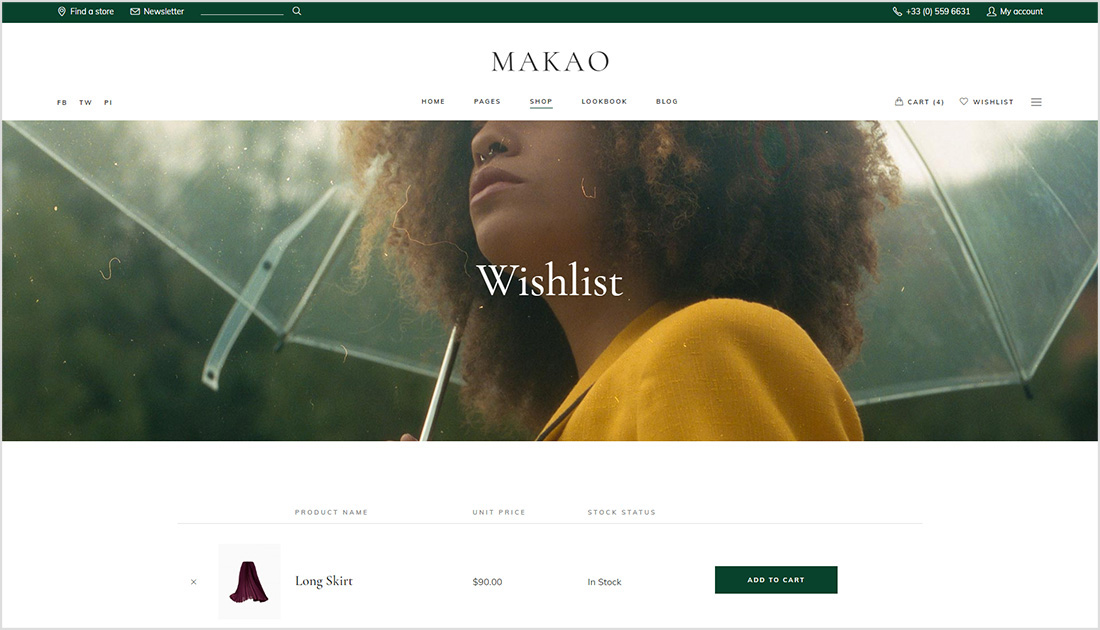 Find a store Newsletter +33 (0) 559 6631 My account
MAKAO
FB TW PI HOME PAGES SHOP LOOKBOOK BLOG CART (4) WISHLIST
Wishlist
PRODUCT NAME UNIT PRICE STOCK STATUS
× Long Skirt $90.00 In Stock ADD TO CART